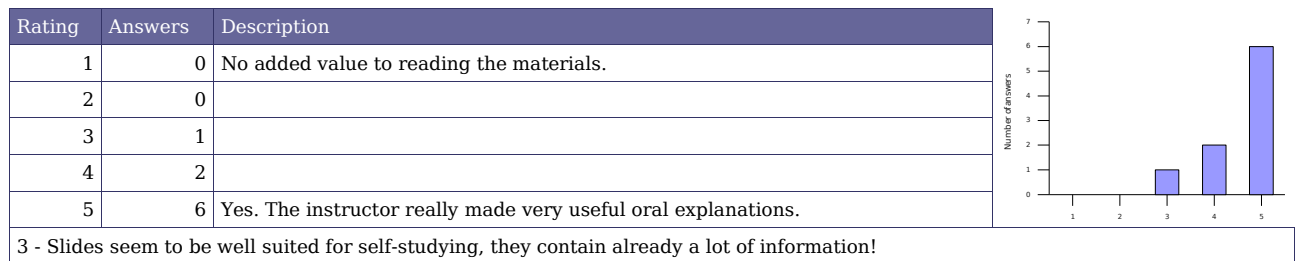 Rating Answers Description
1 0 No added value to reading the materials.
2 0
3 1
4 2
5 6 Yes. The instructor really made very useful oral explanations.
3 - Slides seem to be well suited for self-studying, they contain already a lot of information!
Number of answers
7
6
5
4
3
2
1
0
1 2 3 4 5